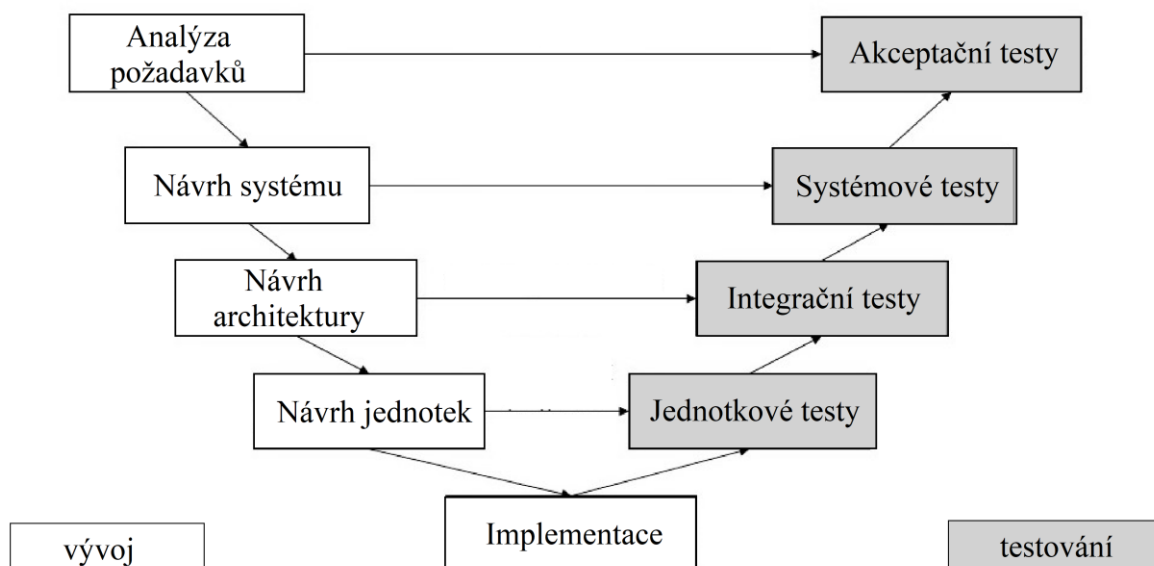 Analýza
požadavků
Akceptační testy
Návrh systému
Systémové testy
Návrh
architektury
Integrační testy
Návrh jednotek
Jednotkové testy
Implementace
vývoj
testování